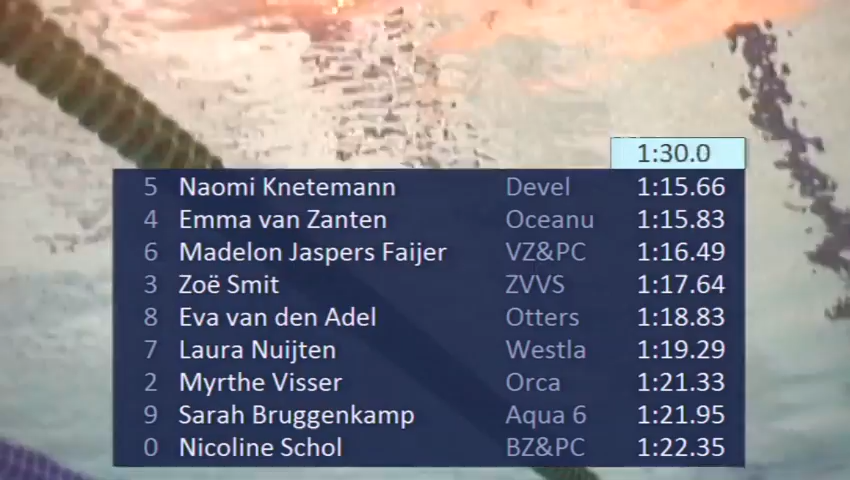 1:30.0
5 Naomi Knetemann Devel 1:15.66
4 Emma van Zanten Oceanu 1:15.83
6 Madelon Jaspers Faijer VZ&PC 1:16.49
3 Zoë Smit ZVVS 1:17.64
8 Eva van den Adel Otters 1:18.83
7 Laura Nuijten Westla 1:19.29
2 Myrthe Visser Orca 1:21.33
9 Sarah Bruggenkamp Aqua 6 1:21.95
0 Nicoline Schol BZ&PC 1:22.35